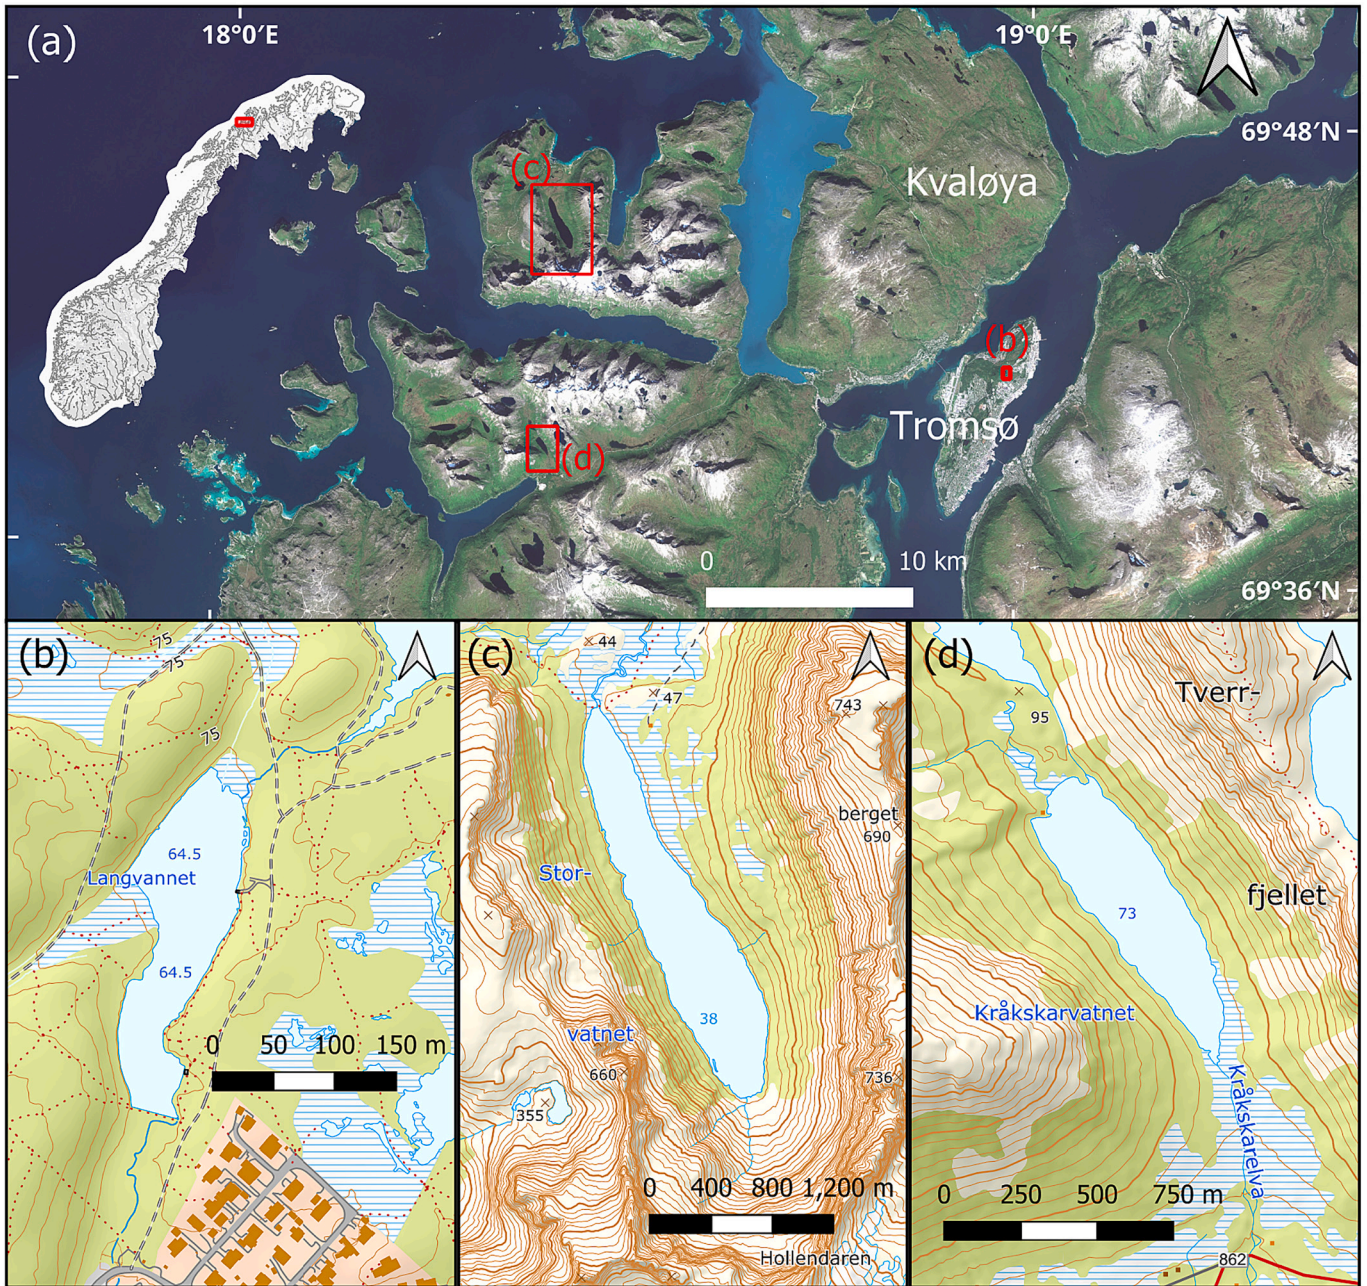 (a)
18°0′E
19°0′E
69°48′N
(c)
Kvaløya
(b)
Tromsø
(d)
0 10 km
69°36′N
(b)
75
75
75
64.5
Langvannet
64.5
0 50 100 150 m
(c)
44
47
743
berget
690
Stor-
38
vatnet
660
736
355
0 400 800 1,200 m
Hollendaren
(d)
Tverr-
95
fjellet
73
Kråkskarvatnet
Kråkskarelva
0 250 500 750 m
862